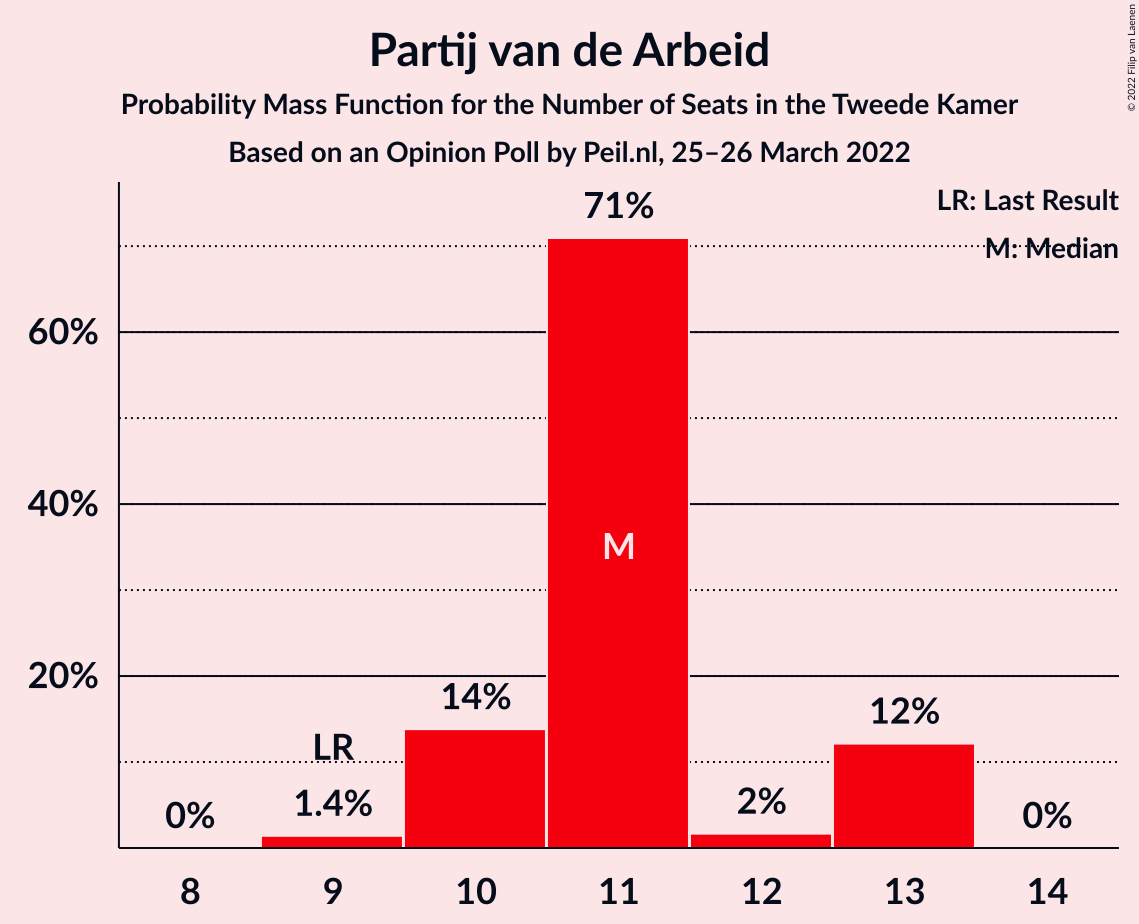 Partij van de Arbeid
Probability Mass Function for the Number of Seats in the Tweede Kamer
Based on an Opinion Poll by Peil.nl, 25–26 March 2022
© 2022 Filip van Laenen
LR: Last Result
M: Median
60%
40%
20%
0%
LR
1.4%
14%
71%
M
2%
12%
0%
8 9 10 11 12 13 14